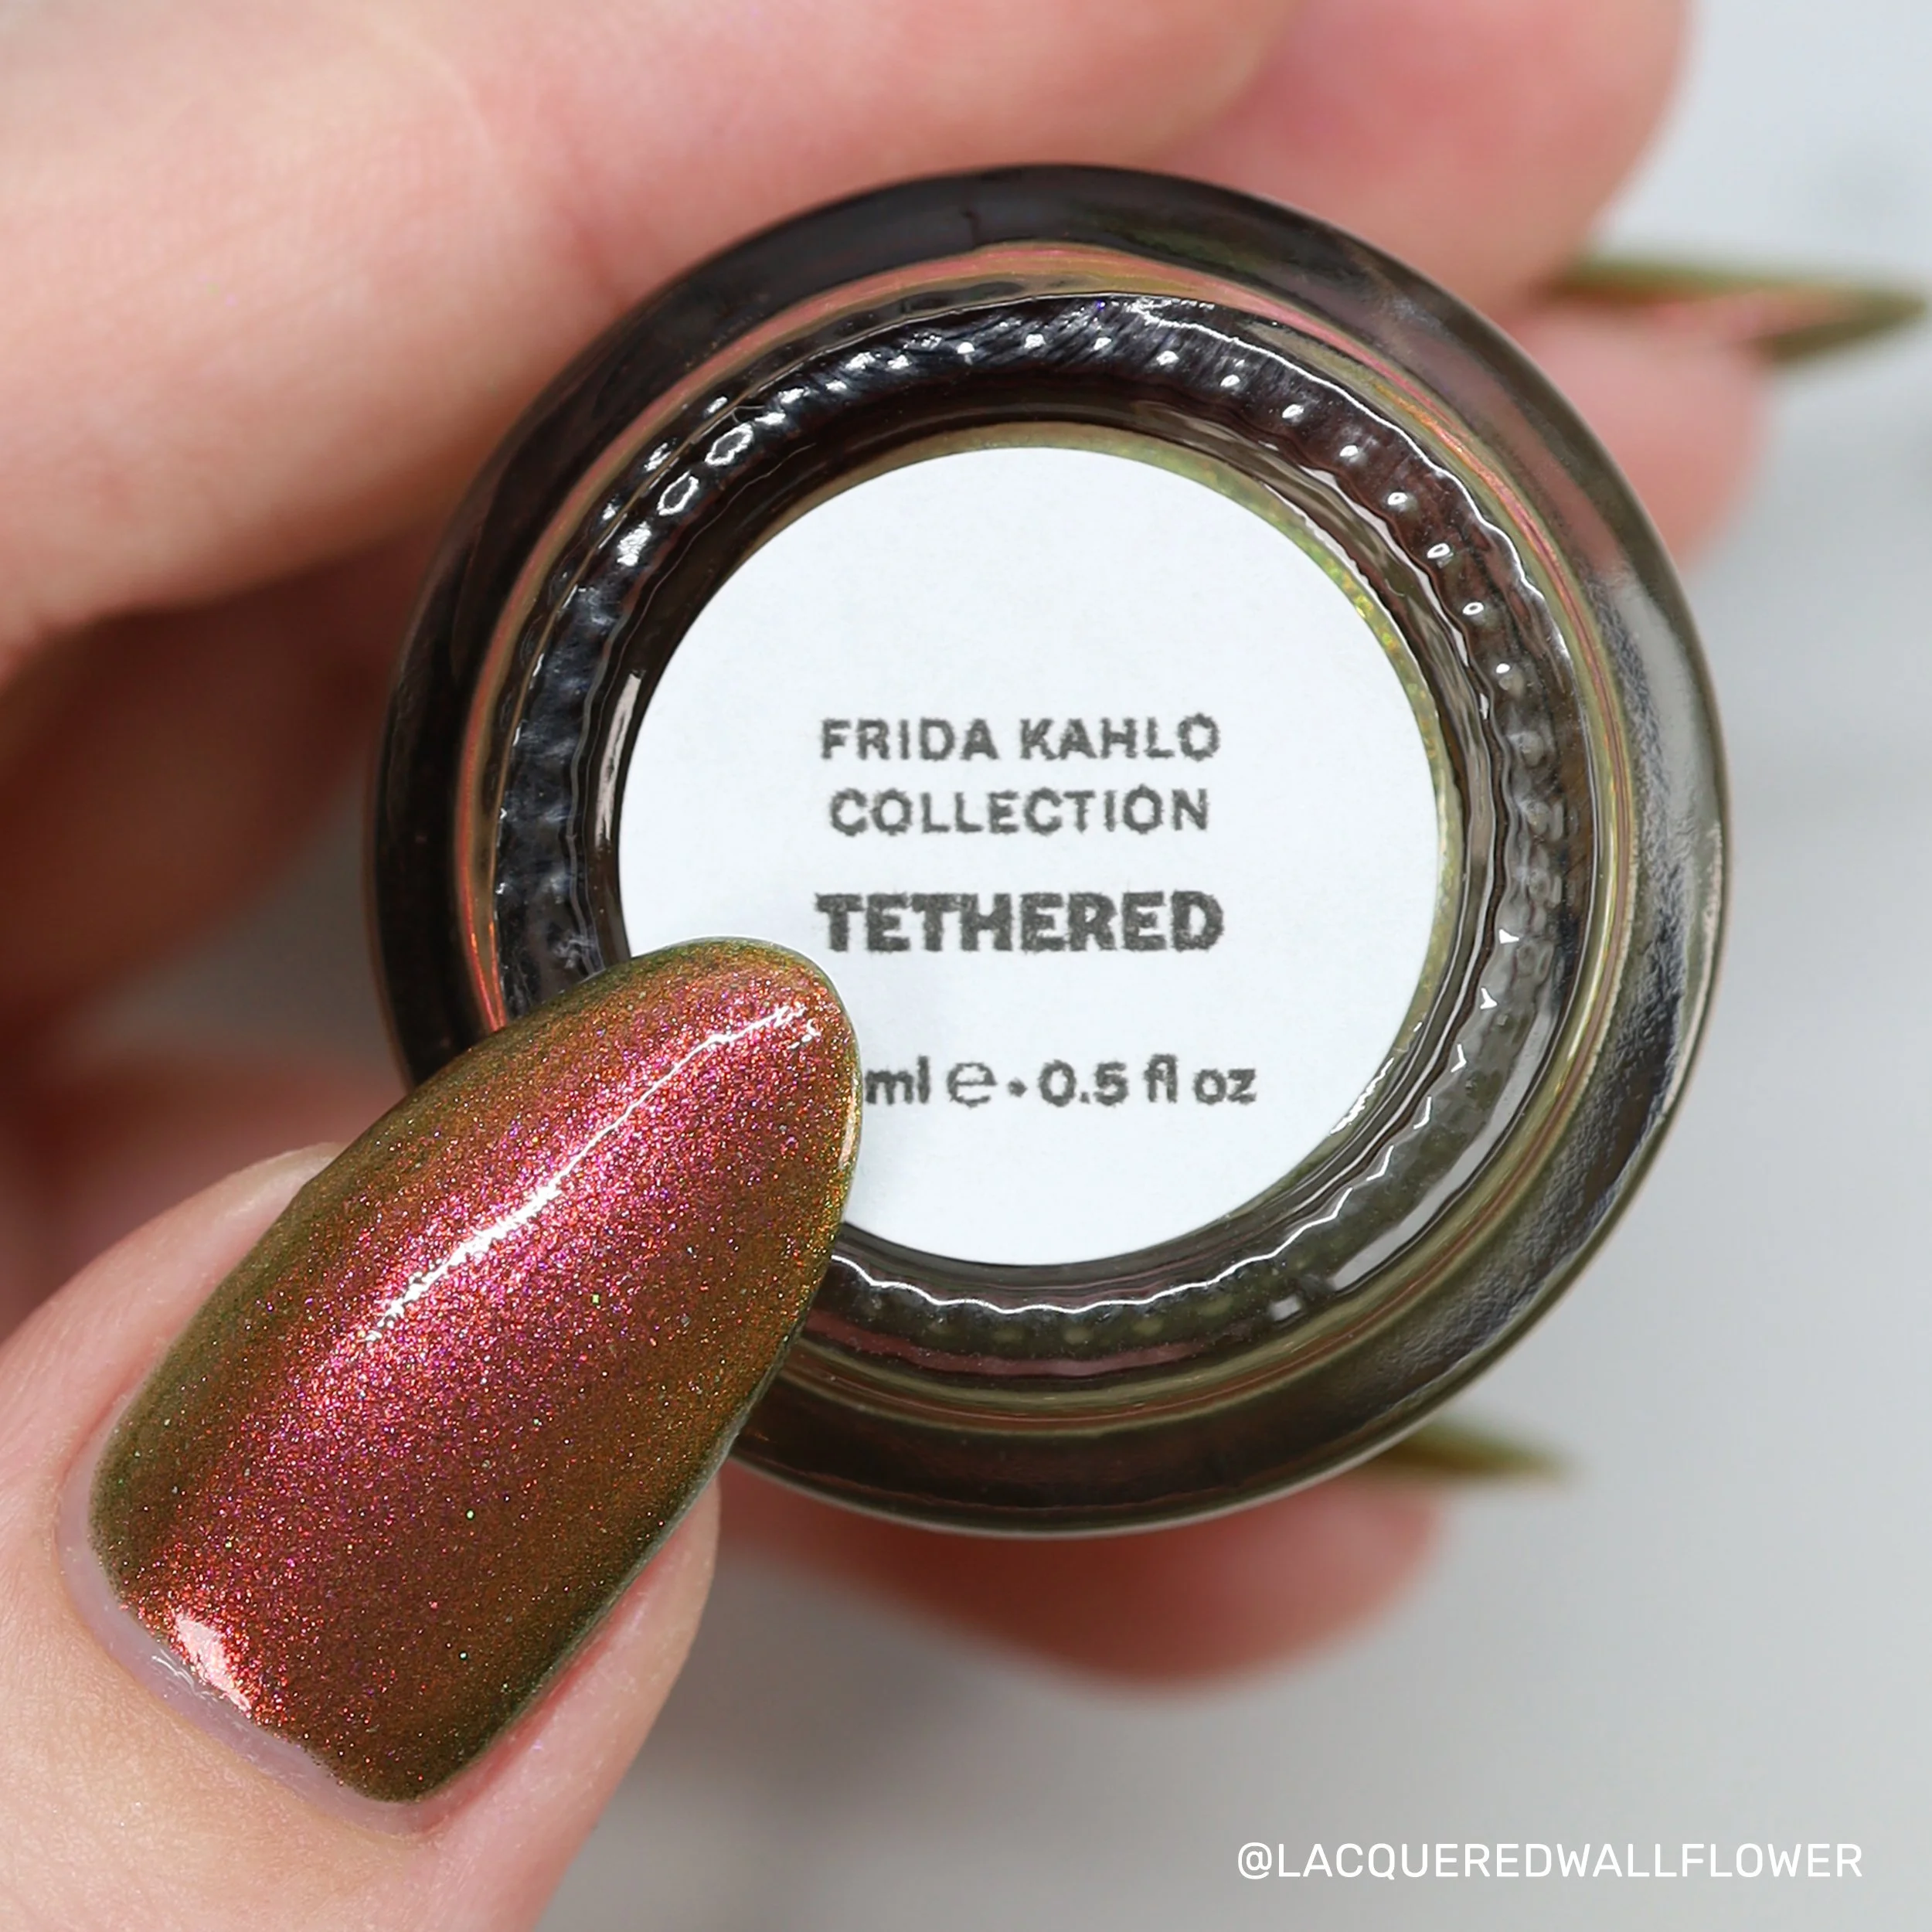 FRIDA KAHLO
COLLECTION
TETHERED
ml e • 0.5 fl oz
@LACQUEREDWALLFLOWER